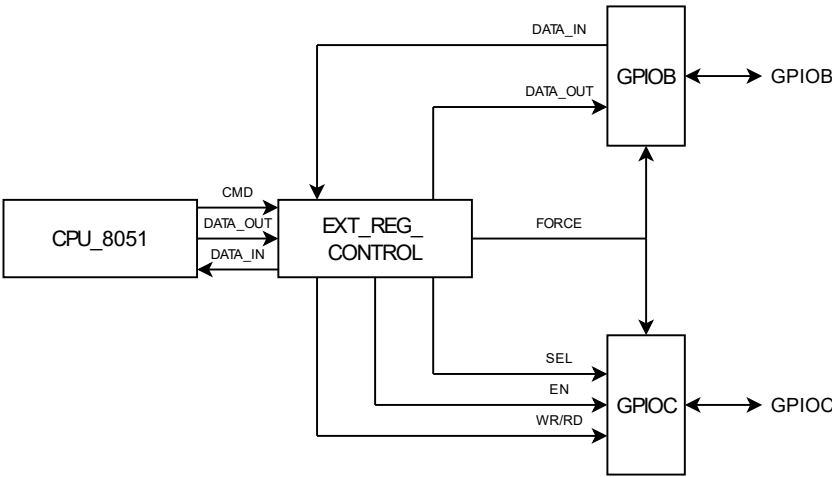 DATA_IN
GPIOB
GPIOB
DATA_OUT
CMD
CPU_8051
DATA_OUT
DATA_IN
EXT_REG_
CONTROL
FORCE
SEL
EN
WR/RD
GPIOC
GPIOC